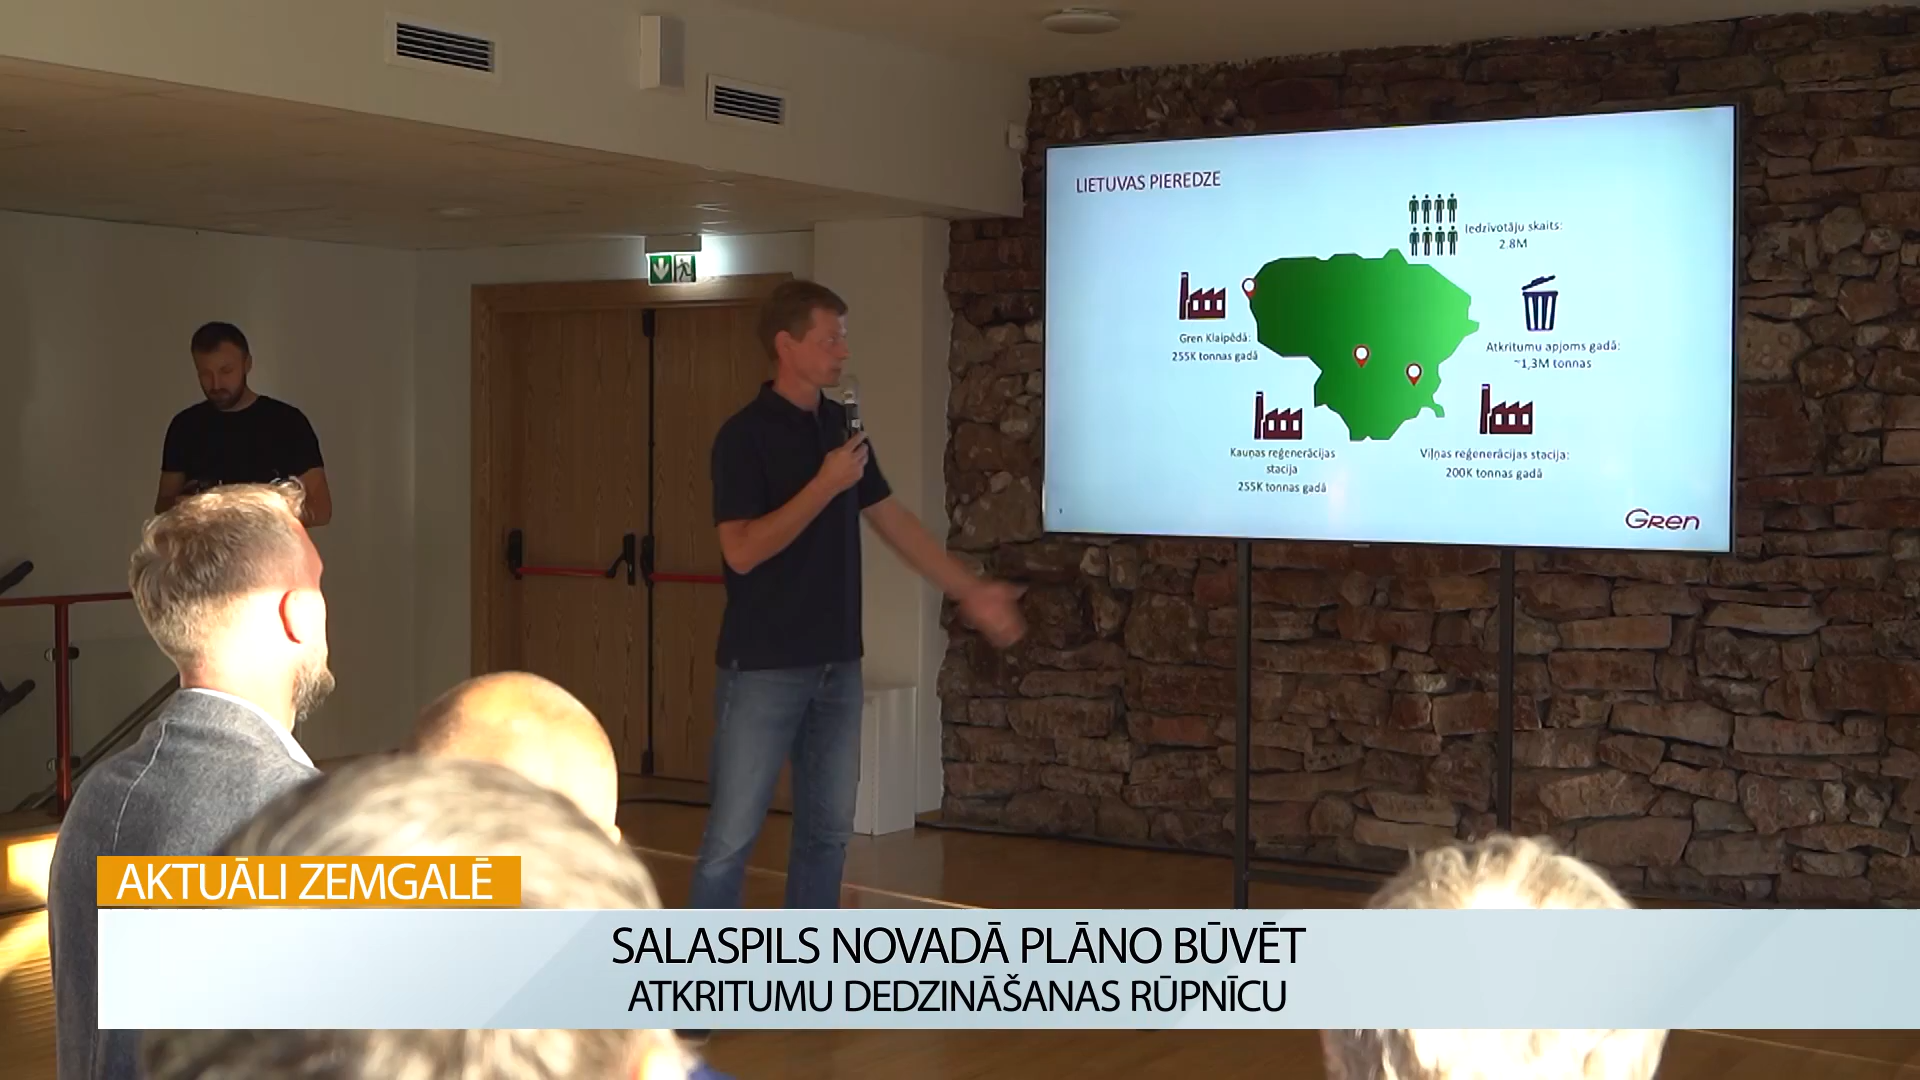 LIETUVAS PIEREDZE
Iedzīvotāju skaits:
2.8M
Gren Klaipēdā:
255K tonnas gadā
Atkritumu apjoms gadā:
~1,3M tonnas
Kauņas reģenerācijas
stacija
255K tonnas gadā
Viļņas reģenerācijas stacija:
200K tonnas gadā
Gren
AKTUĀLI ZEMGALĒ
SALASPILS NOVADĀ PLĀNO BŪVĒT
ATKRITUMU DEDZINĀŠANAS RŪPNĪCU